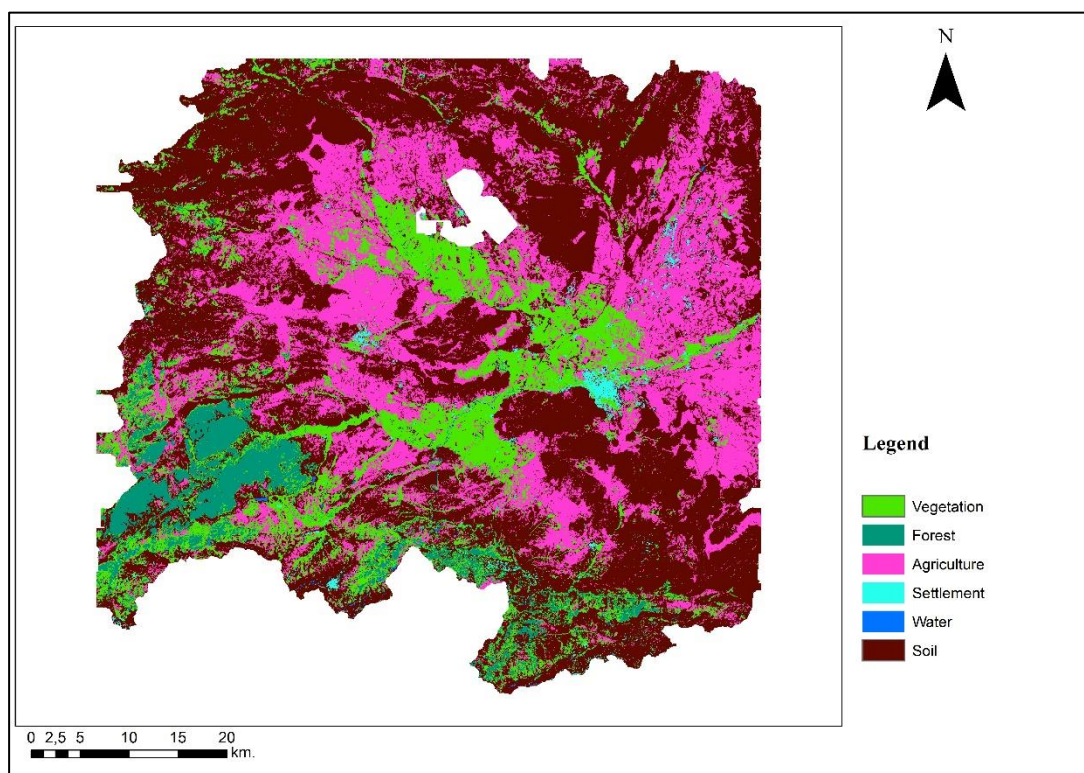 N
Legend
Vegetation
Forest
Agriculture
Settlement
Water
Soil
0 2,5 5 10 15 20
km.